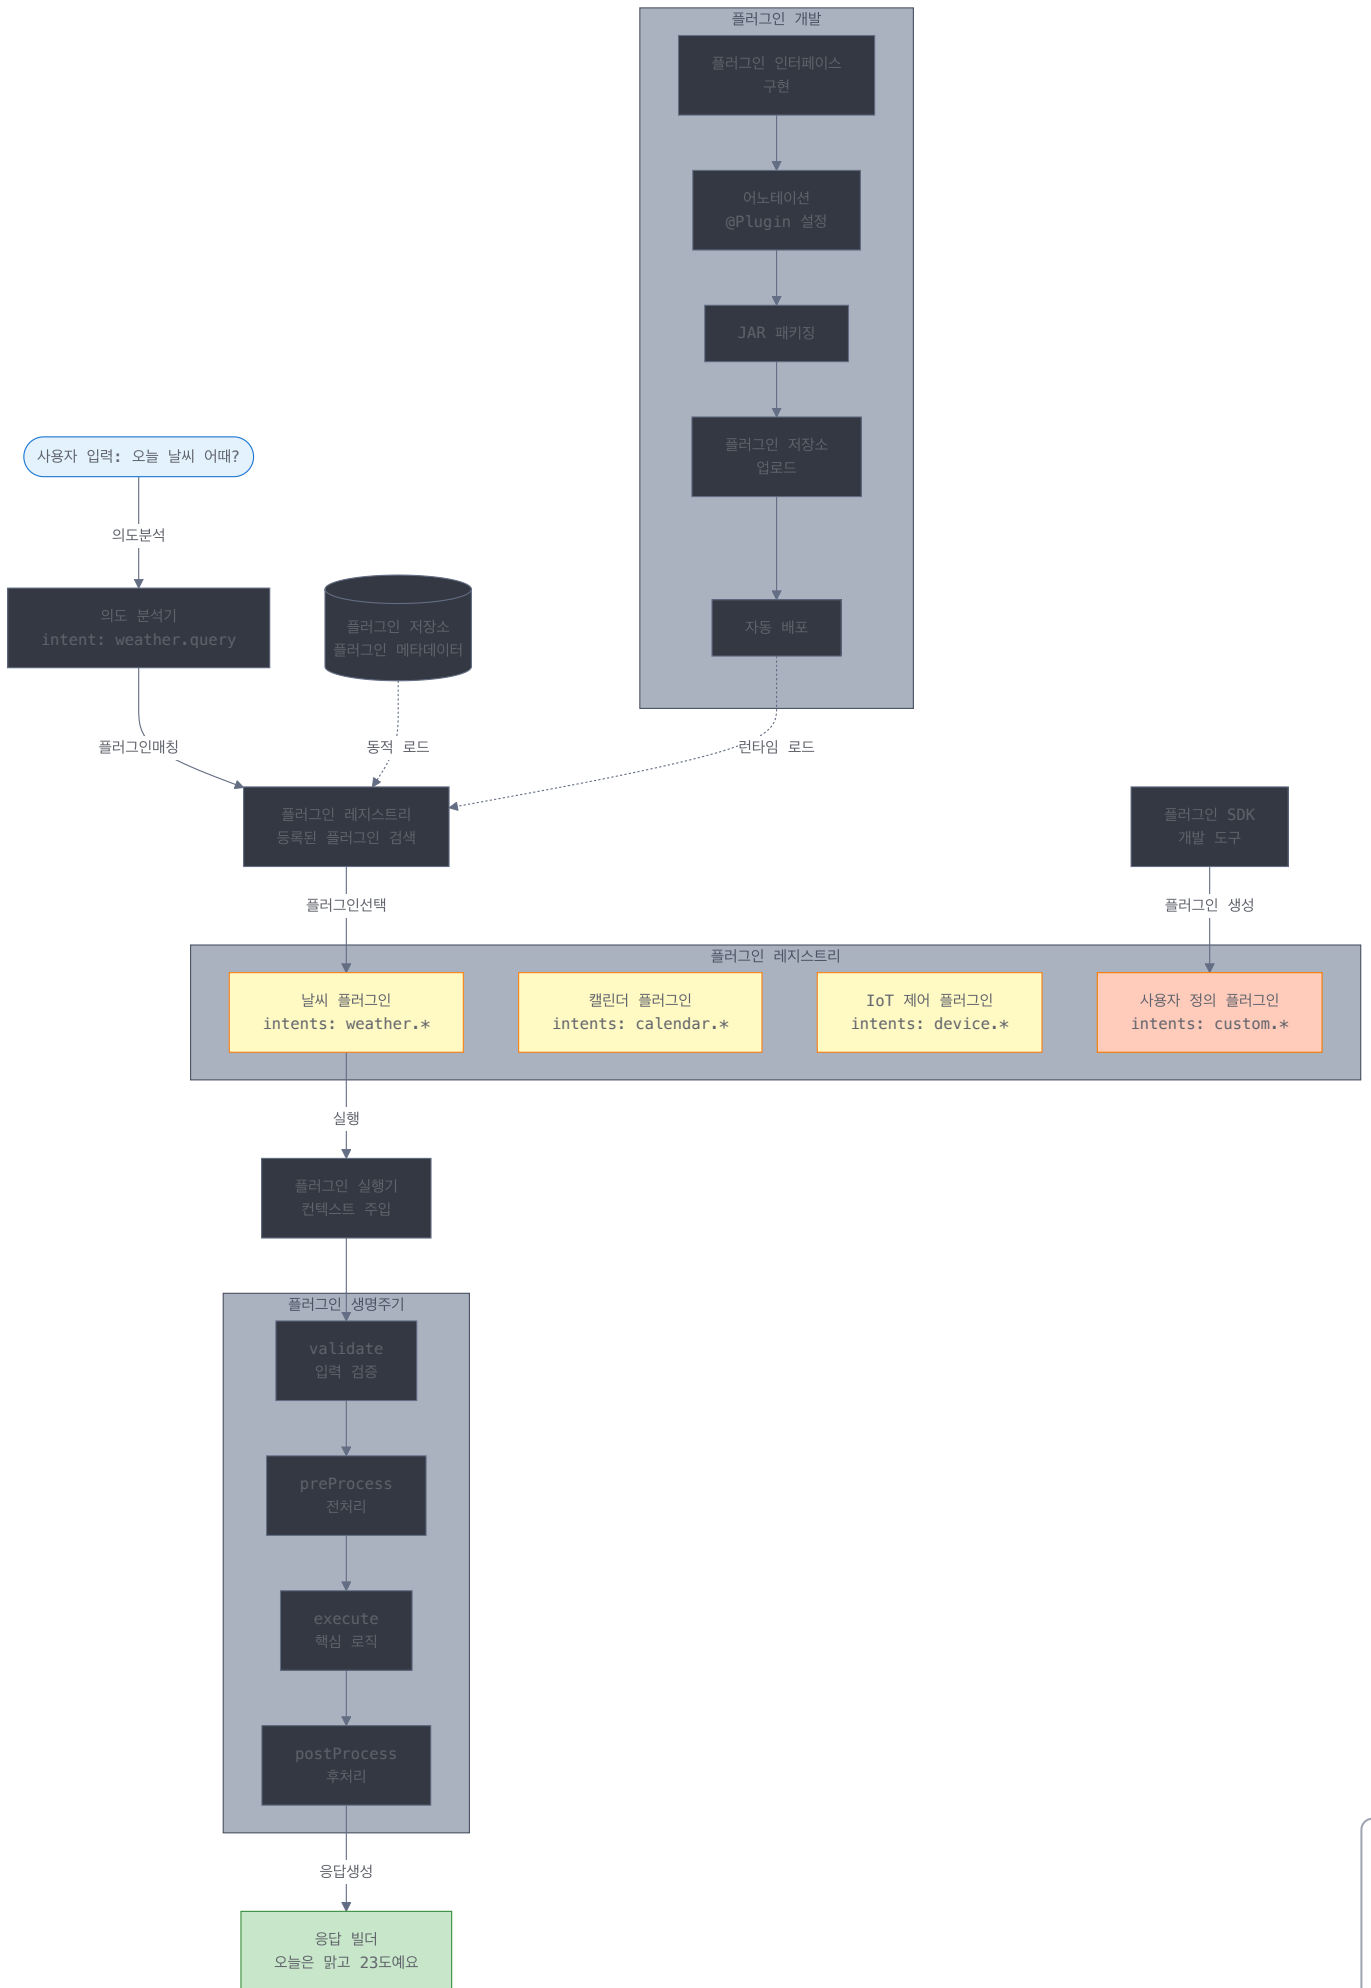 플러그인 개발
플러그인 인터페이스
구현
어노테이션
@Plugin 설정
JAR 패키징
플러그인 저장소
업로드
자동 배포
사용자 입력: 오늘 날씨 어때?
의도분석
의도 분석기
intent: weather.query
플러그인 저장소
플러그인 메타데이터
플러그인매칭
동적 로드
런타임 로드
플러그인 레지스트리
등록된 플러그인 검색
플러그인 SDK
개발 도구
플러그인선택
플러그인 생성
플러그인 레지스트리
날씨 플러그인
intents: weather.*
캘린더 플러그인
intents: calendar.*
IoT 제어 플러그인
intents: device.*
사용자 정의 플러그인
intents: custom.*
실행
플러그인 실행기
컨텍스트 주입
플러그인 생명주기
validate
입력 검증
preProcess
전처리
execute
핵심 로직
postProcess
후처리
응답생성
응답 빌더
오늘은 맑고 23도예요